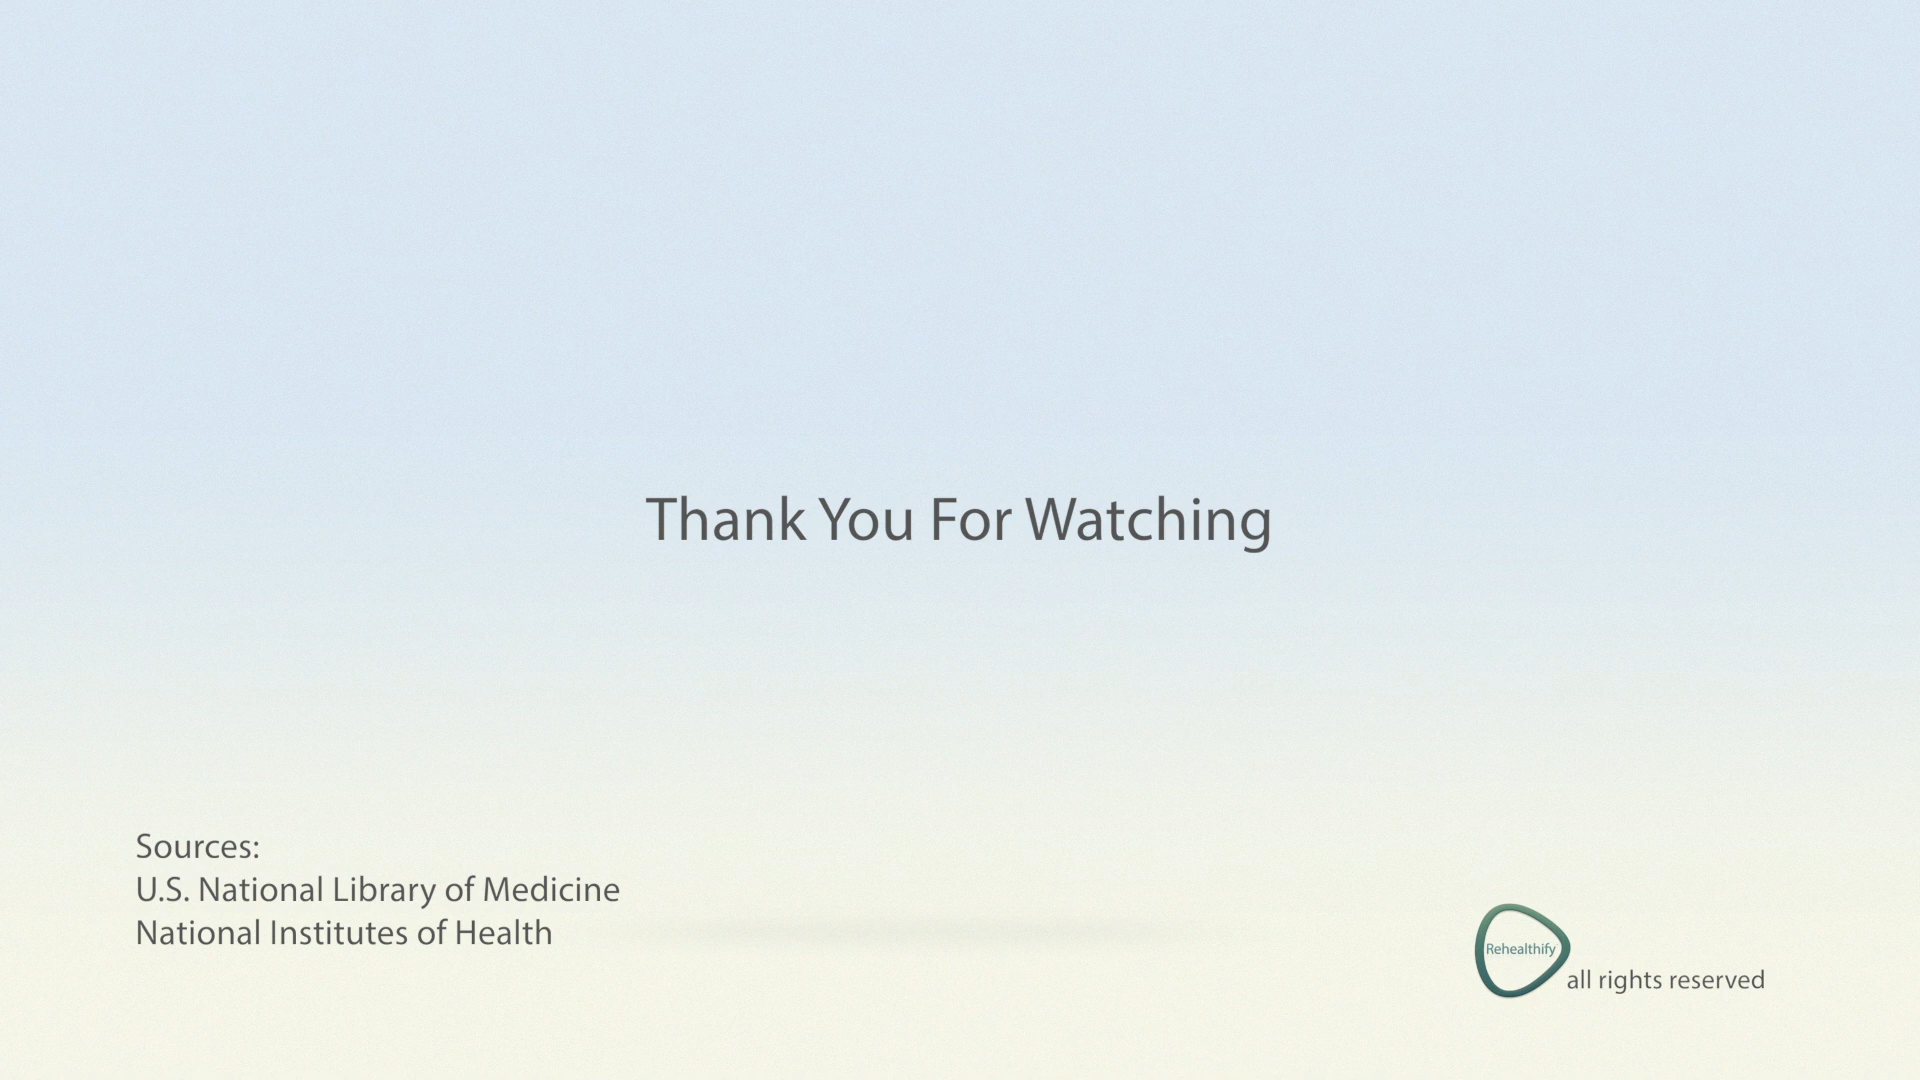 Thank You For Watching
Sources:
U.S. National Library of Medicine
National Institutes of Health
Rehealthify
all rights reserved